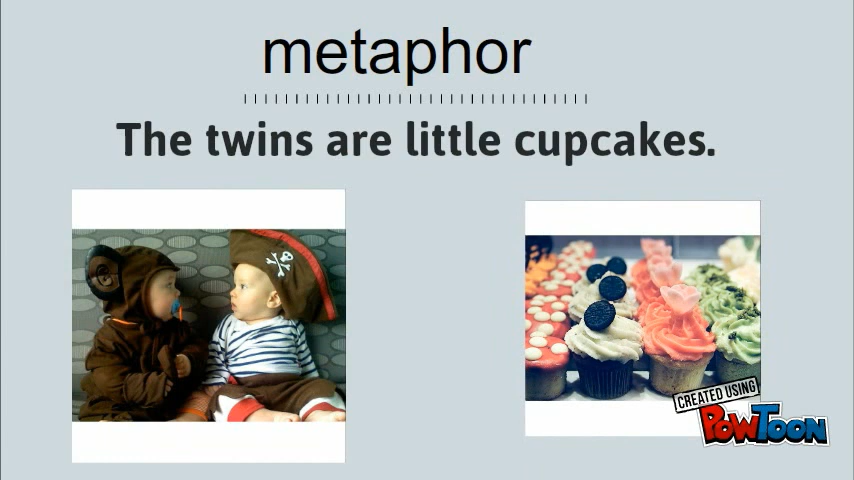 metaphor
The twins are little cupcakes.
CREATED USING
POWTOON